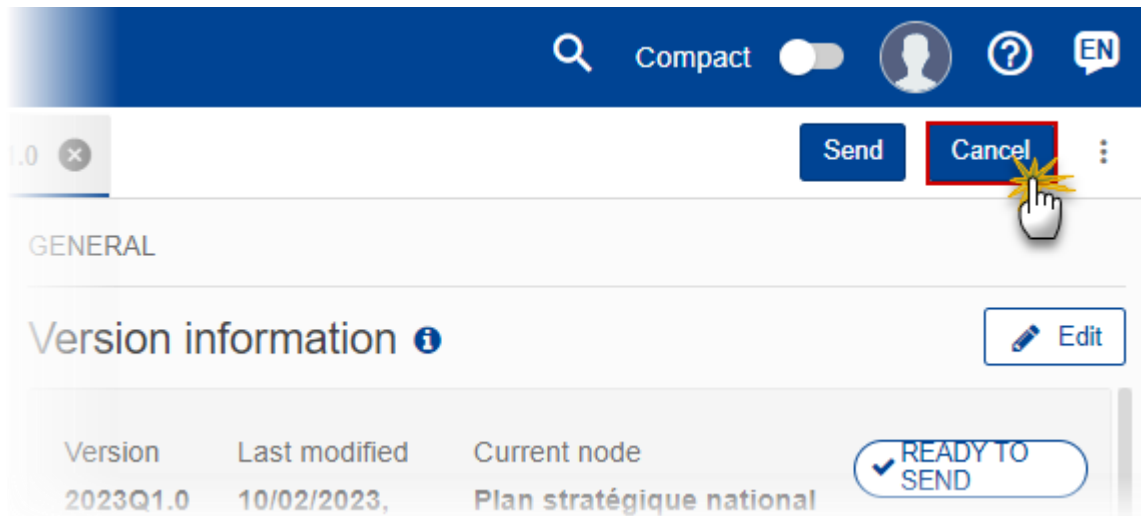 Compact EN
1.0 Send Cancel
GENERAL
Version information Edit
Version Last modified Current node READY TO
SEND
2023Q1.0 10/02/2023, Plan stratégique national